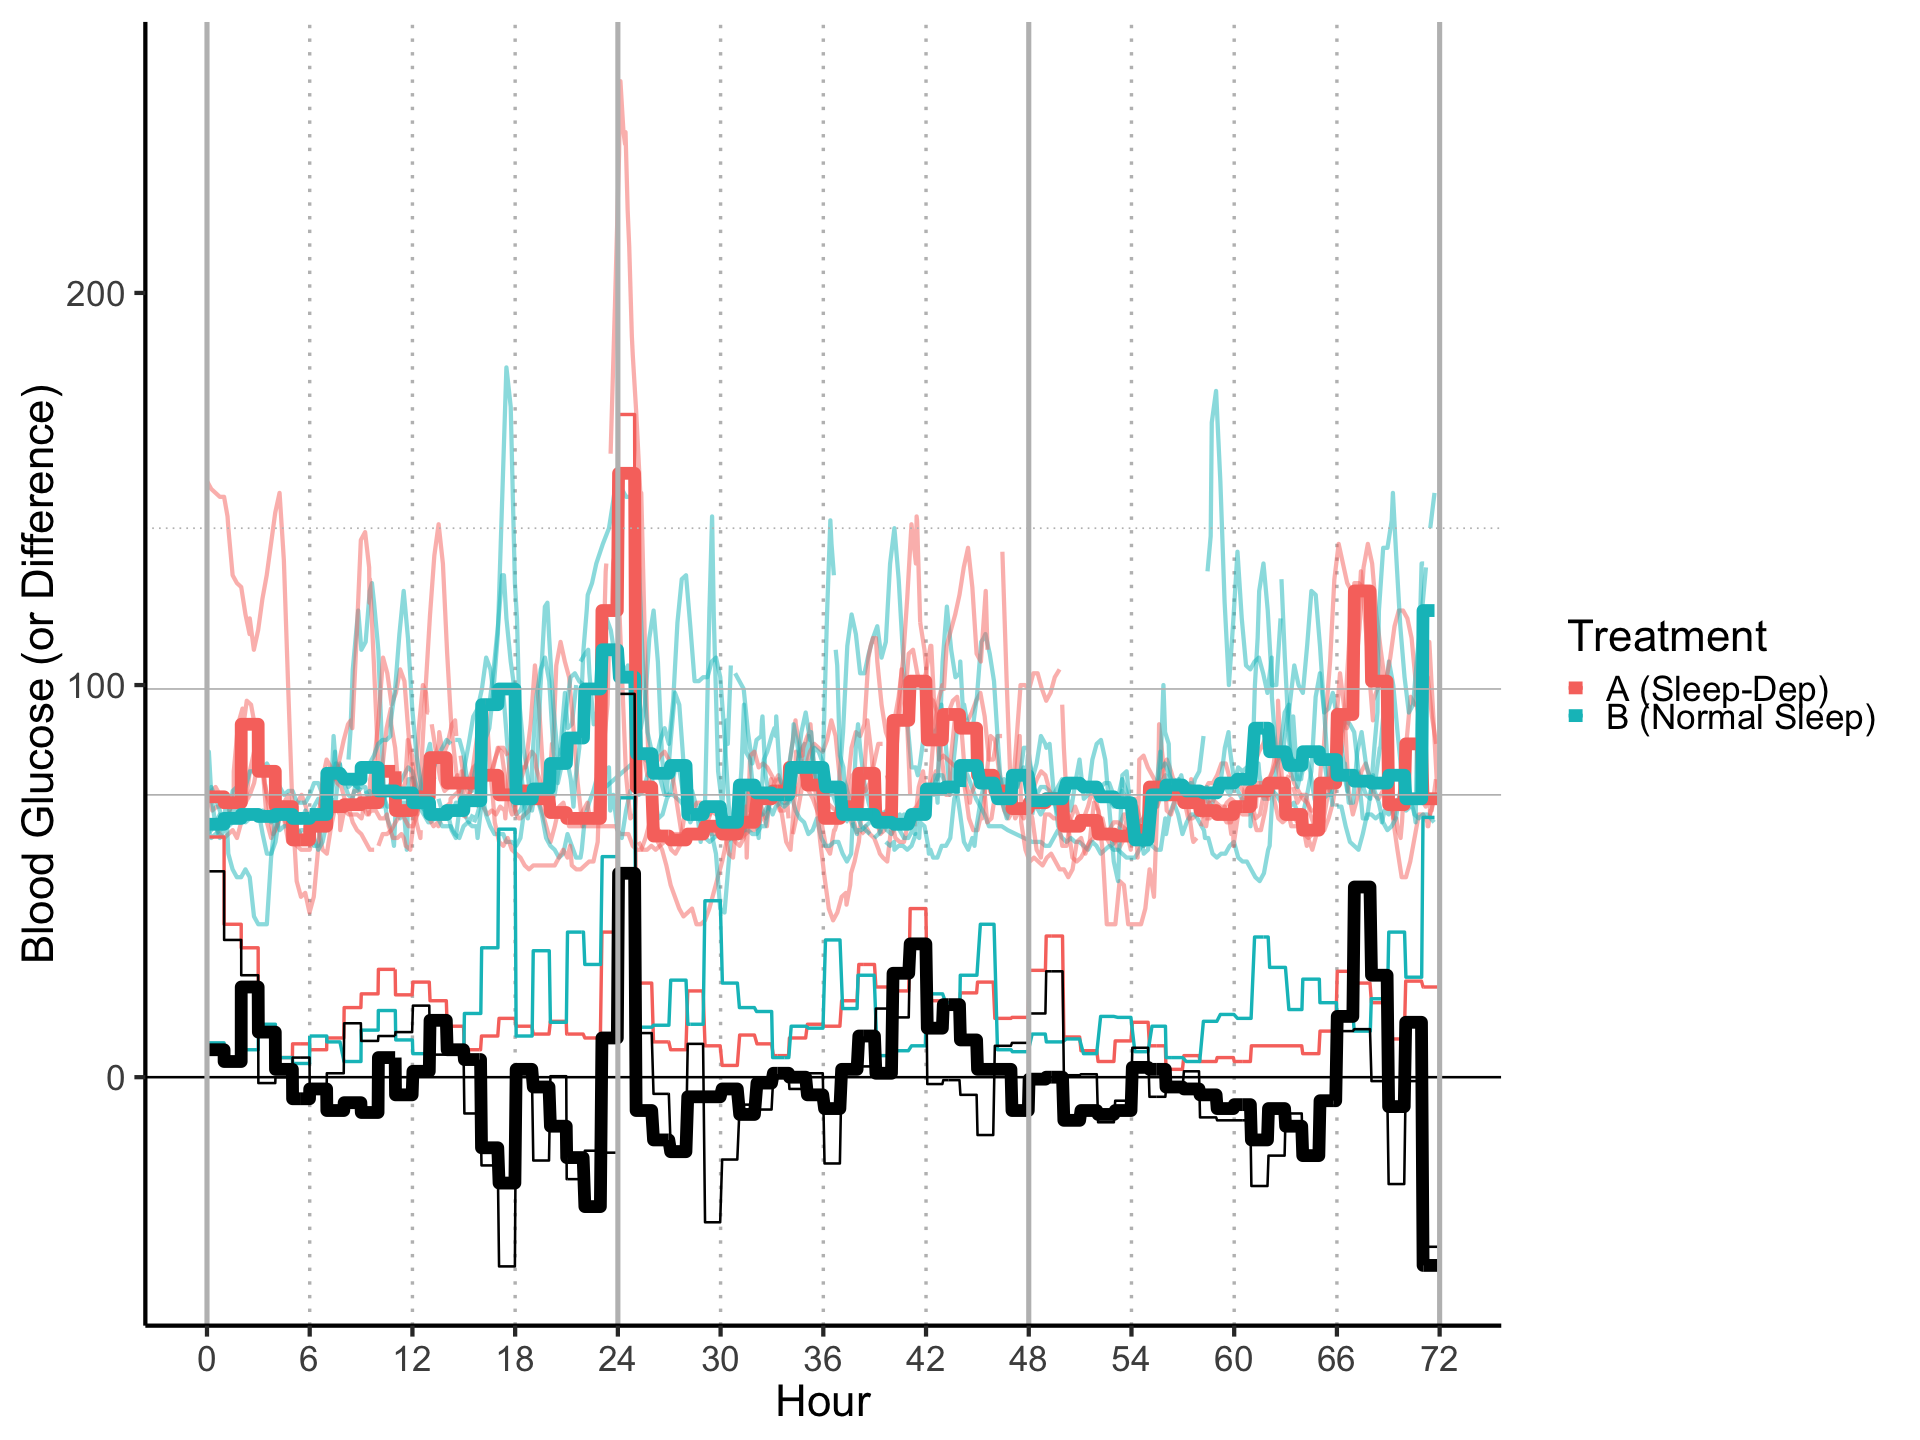 Blood Glucose (or Difference)
200
100
0
0 6 12 18 24 30 36 42 48 54 60 66 72
Hour
Treatment
A (Sleep-Dep)
B (Normal Sleep)